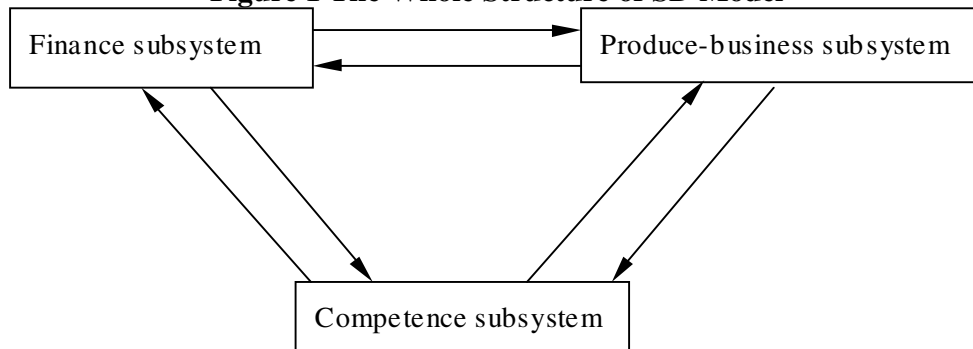 Figure 1 The Whole Structure of SD Model
Finance subsystem
Produce-business subsystem
Competence subsystem